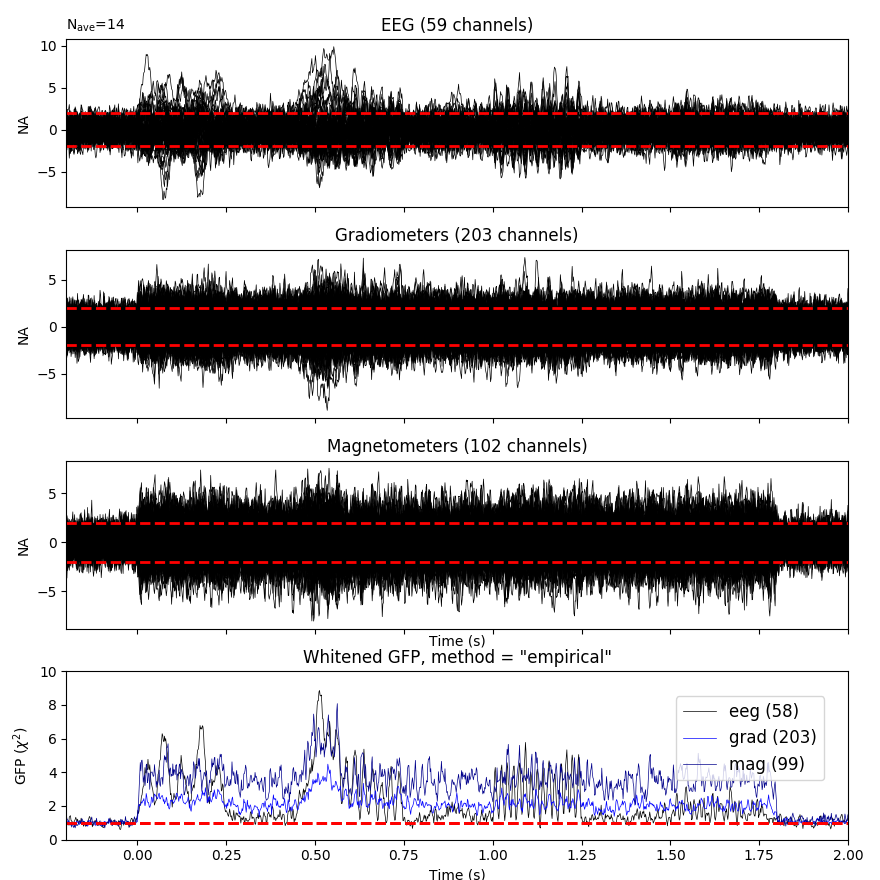 Nave=14
EEG (59 channels)
10
5
0
−5
NA
Gradiometers (203 channels)
5
0
−5
NA
Magnetometers (102 channels)
5
0
−5
NA
Time (s)
Whitened GFP, method = "empirical"
10
8
6
4
2
0
GFP (χ²)
eeg (58)
grad (203)
mag (99)
0.00 0.25 0.50 0.75 1.00 1.25 1.50 1.75 2.00
Time (s)